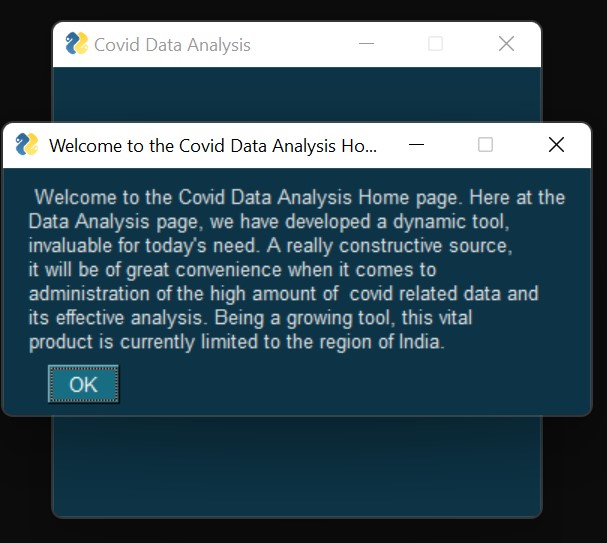 Covid Data Analysis
Welcome to the Covid Data Analysis Ho...
Welcome to the Covid Data Analysis Home page. Here at the
Data Analysis page, we have developed a dynamic tool,
invaluable for today's need. A really constructive source,
it will be of great convenience when it comes to
administration of the high amount of  covid related data and
its effective analysis. Being a growing tool, this vital
product is currently limited to the region of India.
OK